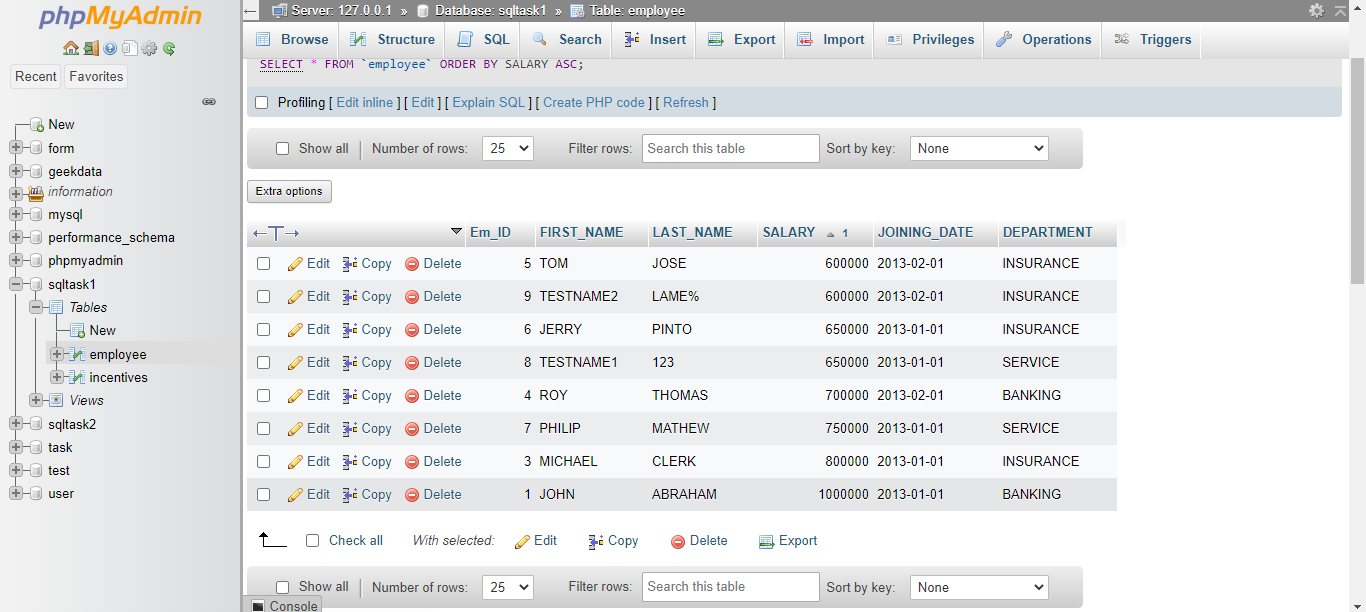 phpMyAdmin
Recent Favorites
New
form
geekdata
information
mysql
performance_schema
phpmyadmin
sqltask1
Tables
New
employee
incentives
Views
sqltask2
task
test
user
Server: 127.0.0.1 » Database: sqltask1 » Table: employee
Browse Structure SQL Search Insert Export Import Privileges Operations Triggers
SELECT * FROM `employee` ORDER BY SALARY ASC;
Profiling [ Edit inline ] [ Edit ] [ Explain SQL ] [ Create PHP code ] [ Refresh ]
Show all Number of rows: 25 Filter rows: Search this table Sort by key: None
Extra options
←T→ Em_ID FIRST_NAME LAST_NAME SALARY 1 JOINING_DATE DEPARTMENT
Edit Copy Delete 5 TOM JOSE 600000 2013-02-01 INSURANCE
Edit Copy Delete 9 TESTNAME2 LAME% 600000 2013-02-01 INSURANCE
Edit Copy Delete 6 JERRY PINTO 650000 2013-01-01 INSURANCE
Edit Copy Delete 8 TESTNAME1 123 650000 2013-01-01 SERVICE
Edit Copy Delete 4 ROY THOMAS 700000 2013-02-01 BANKING
Edit Copy Delete 7 PHILIP MATHEW 750000 2013-01-01 SERVICE
Edit Copy Delete 3 MICHAEL CLERK 800000 2013-01-01 INSURANCE
Edit Copy Delete 1 JOHN ABRAHAM 1000000 2013-01-01 BANKING
Check all With selected: Edit Copy Delete Export
Show all Number of rows: 25 Filter rows: Search this table Sort by key: None
Console